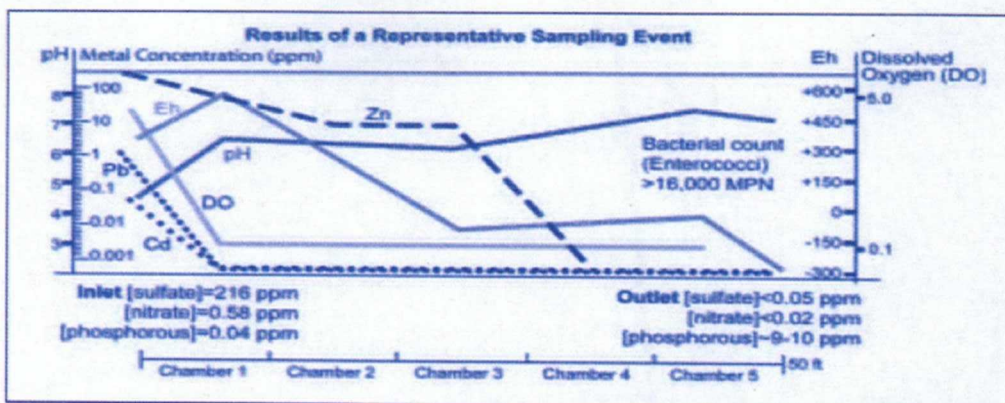 Results of a Representative Sampling Event
pH Metal Concentration (ppm) Eh Dissolved
Oxygen (DO)
8 100 Eh Zn +600 5.0
7 10 +450
6 1 pH Bacterial count +300
(Enterococci)
>16,000 MPN
Pb
5 0.1 DO +150
4 0.01 0
Cd
3 0.001 -150 0.1
-300
Inlet [sulfate]=216 ppm Outlet [sulfate]<0.05 ppm
[nitrate]=0.58 ppm [nitrate]<0.02 ppm
[phosphorous]=0.04 ppm [phosphorous]~9-10 ppm
Chamber 1 Chamber 2 Chamber 3 Chamber 4 Chamber 5 50 ft